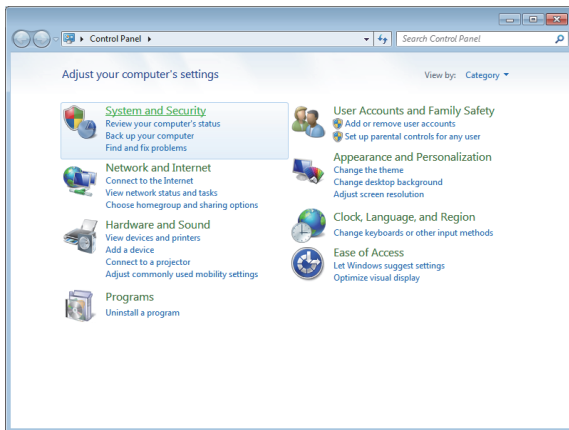 Control Panel
Search Control Panel
Adjust your computer's settings
View by: Category
System and Security
Review your computer's status
Back up your computer
Find and fix problems
Network and Internet
Connect to the Internet
View network status and tasks
Choose homegroup and sharing options
Hardware and Sound
View devices and printers
Add a device
Connect to a projector
Adjust commonly used mobility settings
Programs
Uninstall a program
User Accounts and Family Safety
Add or remove user accounts
Set up parental controls for any user
Appearance and Personalization
Change the theme
Change desktop background
Adjust screen resolution
Clock, Language, and Region
Change keyboards or other input methods
Ease of Access
Let Windows suggest settings
Optimize visual display